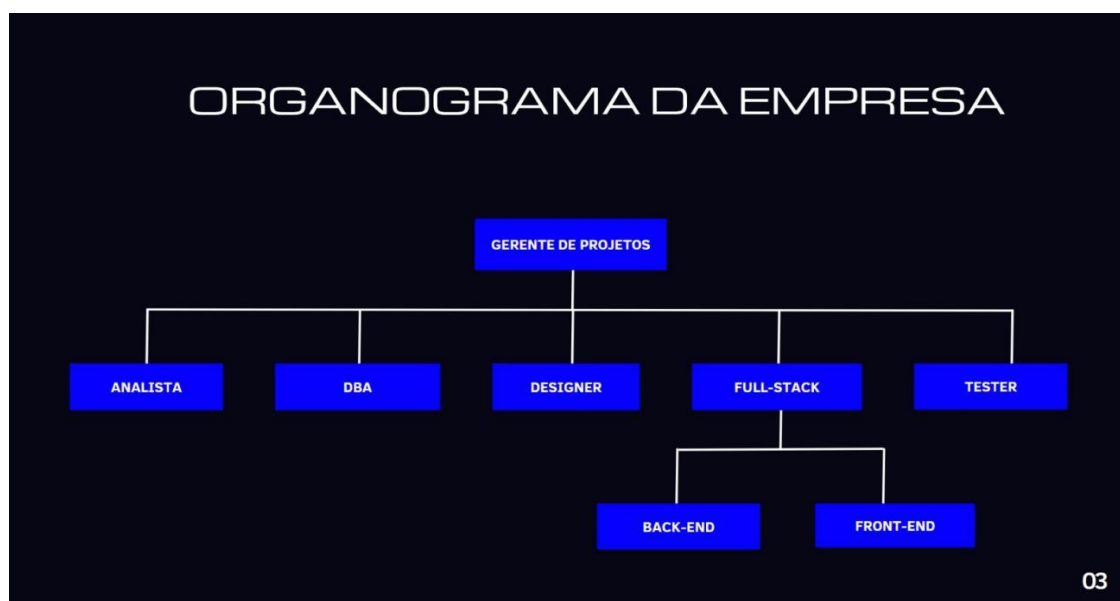 ORGANOGRAMA DA EMPRESA
GERENTE DE PROJETOS
ANALISTA
DBA
DESIGNER
FULL-STACK
TESTER
BACK-END
FRONT-END
03